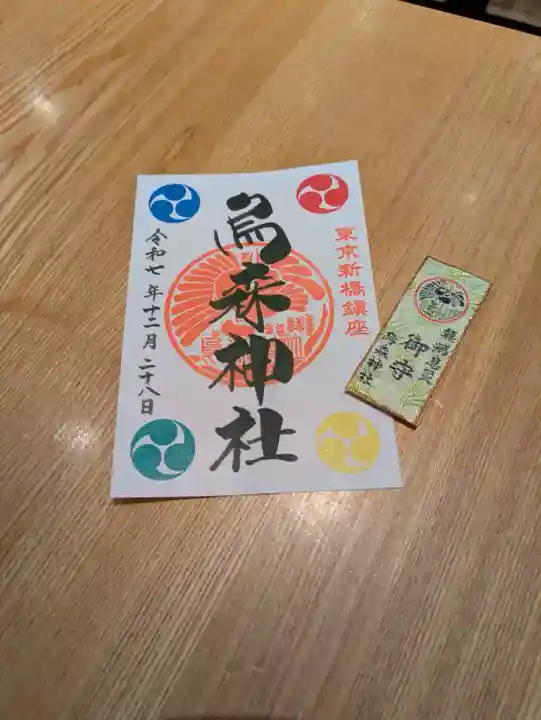 東京新橋鎮座
烏森神社
令和七年十二月二十八日
御守
烏森神社